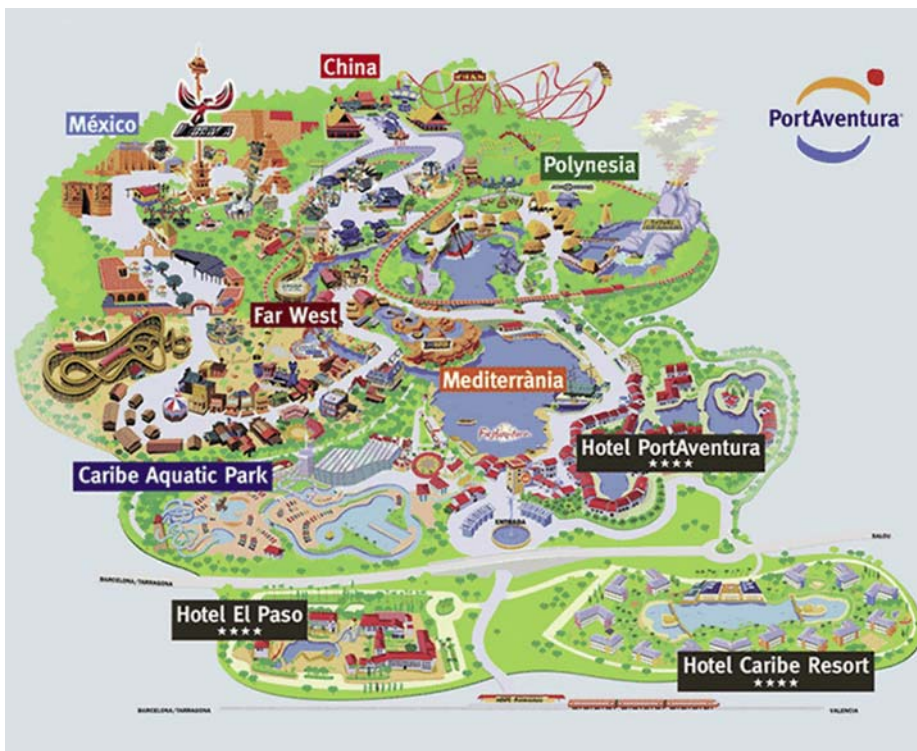 China
México
PortAventura
Polynesia
Far West
Mediterrània
Hotel PortAventura
★★★★
Caribe Aquatic Park
PortAventura
ENTRADA
SALOU
BARCELONA/TARRAGONA
Hotel El Paso
★★★★
Hotel Caribe Resort
★★★★
BARCELONA/TARRAGONA
VALENCIA